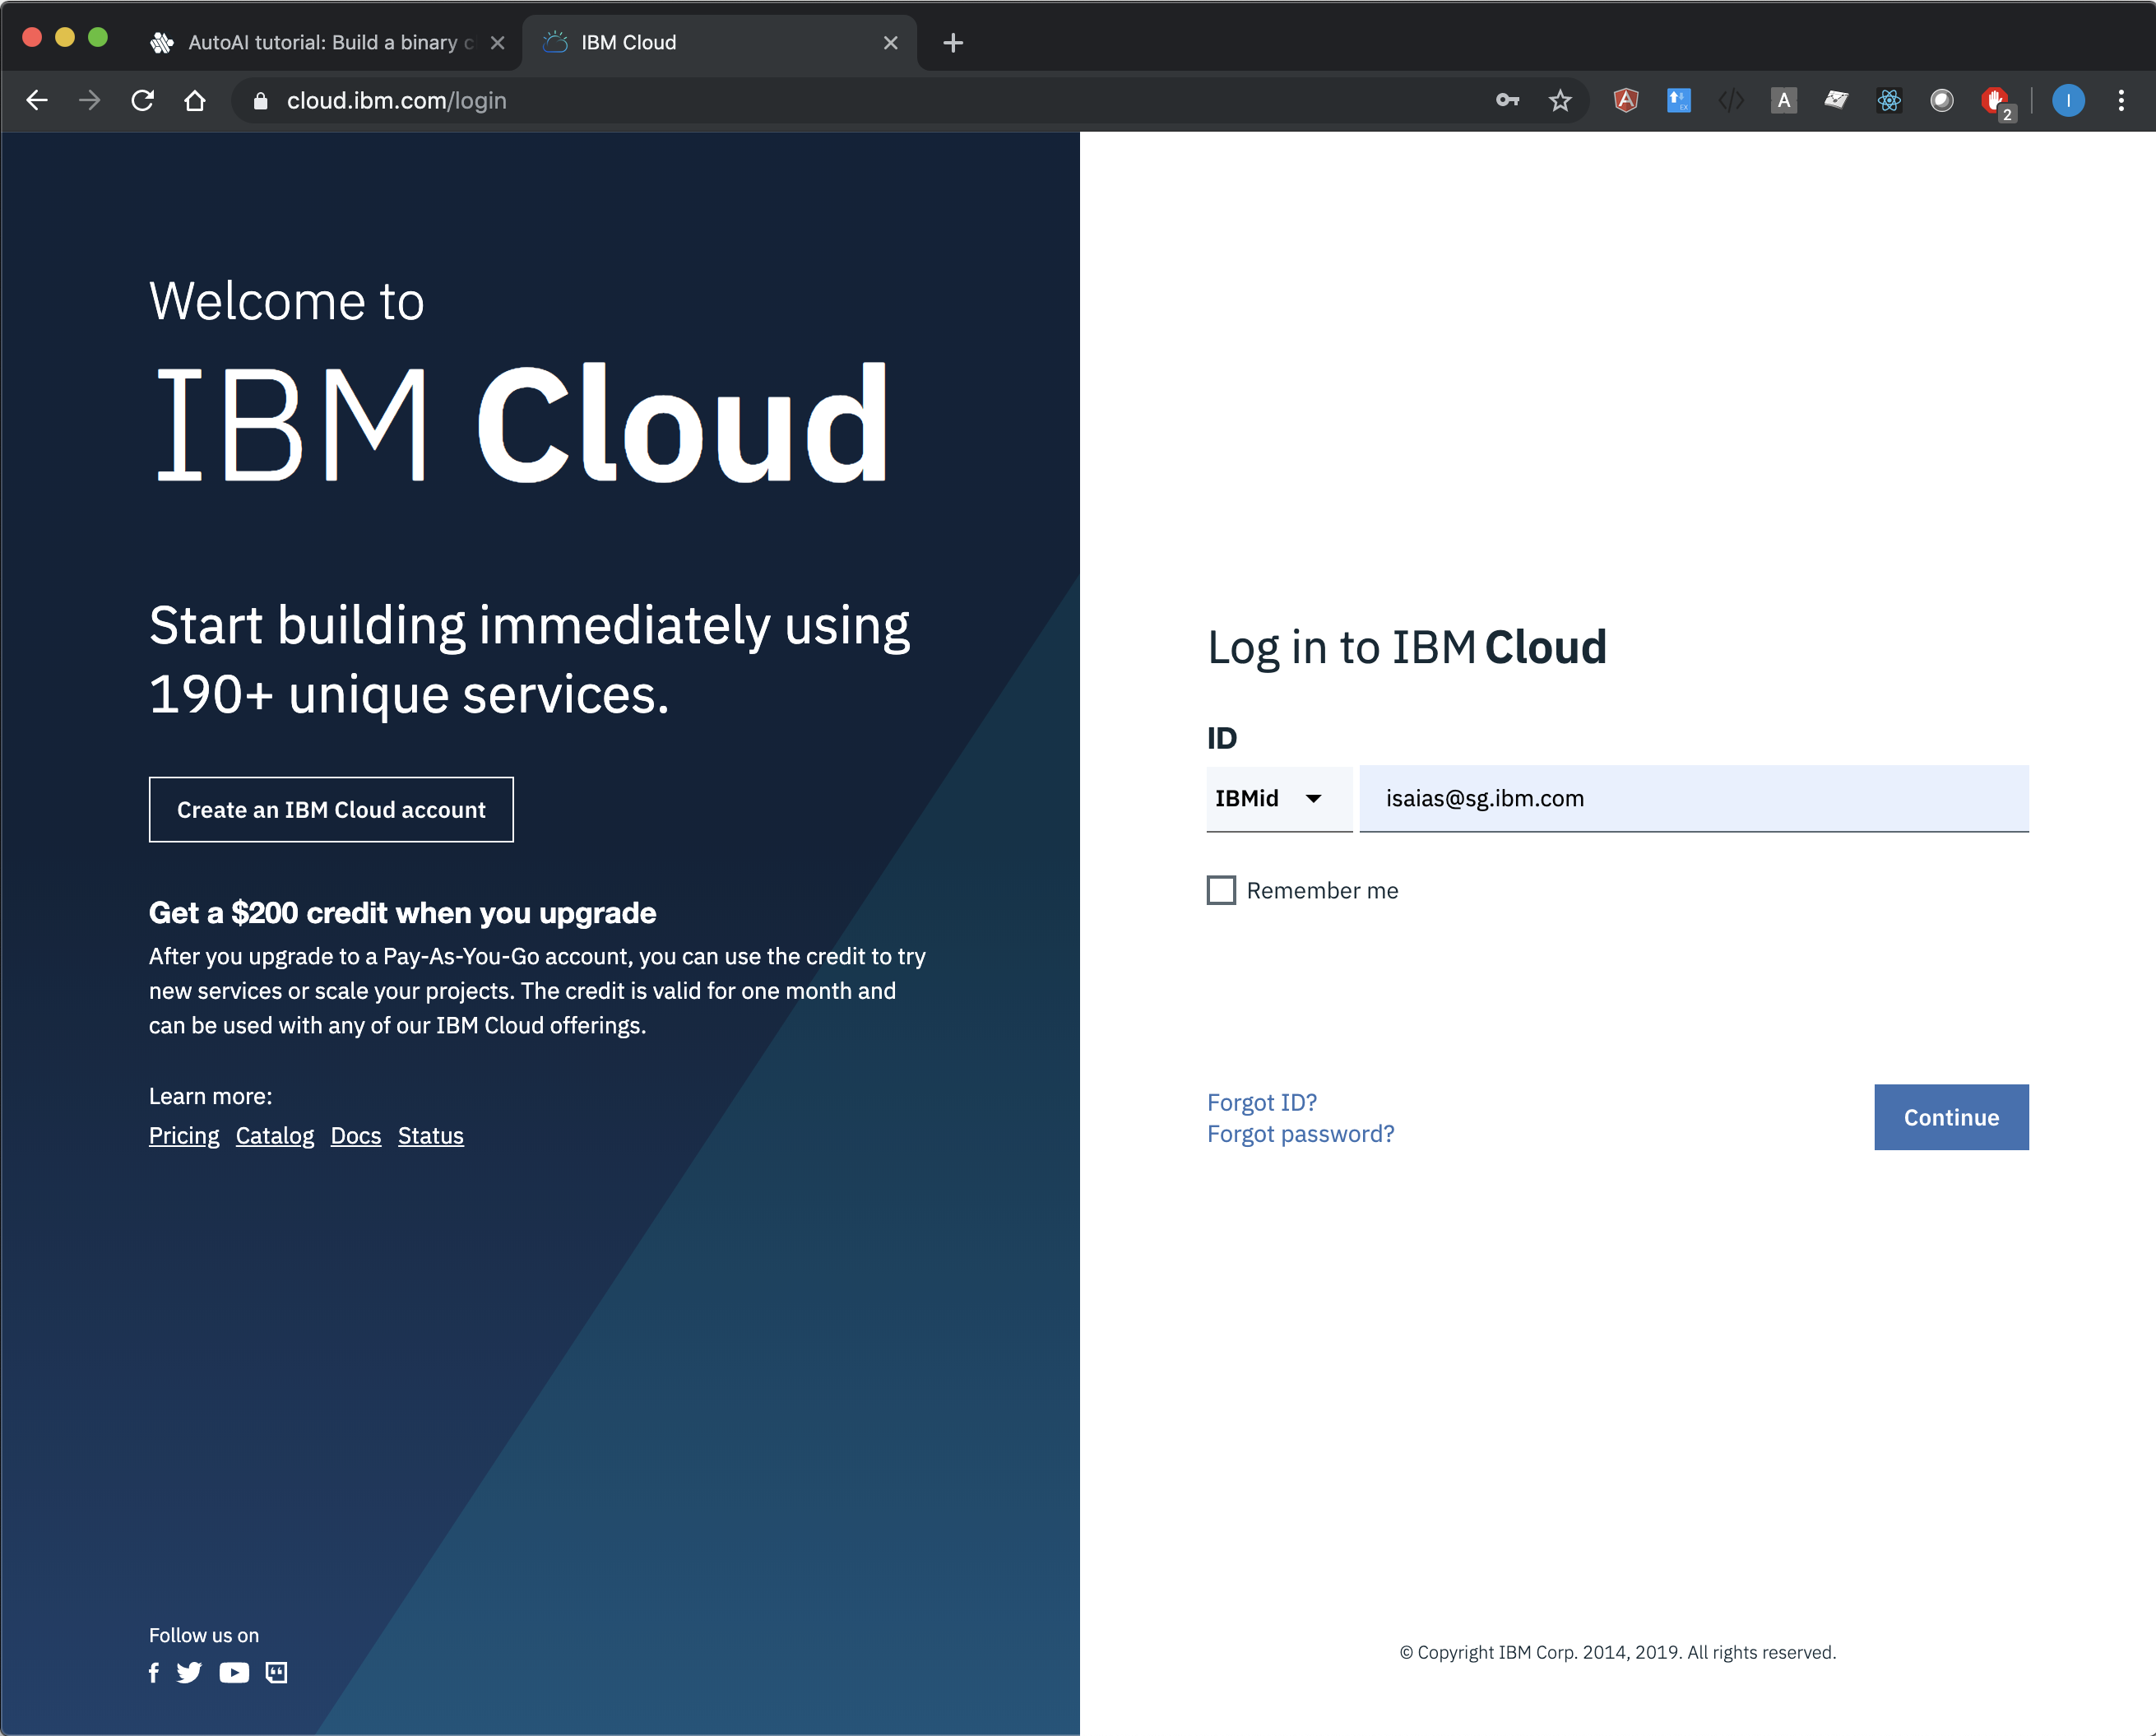 AutoAI tutorial: Build a binary
IBM Cloud
cloud.ibm.com/login
A
EX
A
2
I
Welcome to
IBM Cloud
Start building immediately using
190+ unique services.
Create an IBM Cloud account
Get a $200 credit when you upgrade
After you upgrade to a Pay-As-You-Go account, you can use the credit to try
new services or scale your projects. The credit is valid for one month and
can be used with any of our IBM Cloud offerings.
Learn more:
Pricing Catalog Docs Status
Follow us on
Log in to IBM Cloud
ID
IBMid
isaias@sg.ibm.com
Remember me
Forgot ID?
Forgot password?
Continue
© Copyright IBM Corp. 2014, 2019. All rights reserved.